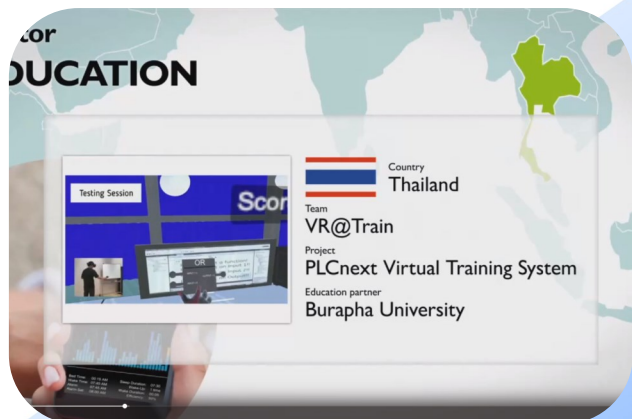 tor
DUCATION
Testing Session
Scor
OR
Country
Thailand
Team
VR@Train
Project
PLCnext Virtual Training System
Education partner
Burapha University